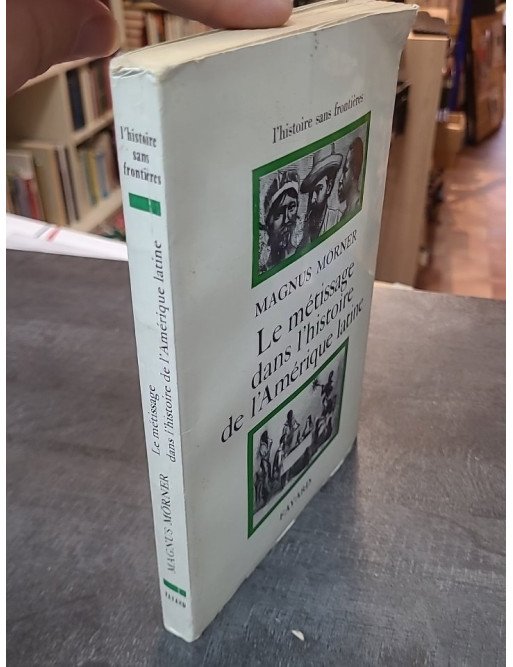 l'histoire
sans
frontières
Le métissage
dans l'histoire de l'Amérique latine
MAGNUS MÖRNER
FAYARD
l'histoire sans frontières
MAGNUS MÖRNER
Le métissage
dans l'histoire
de l'Amérique latine
FAYARD